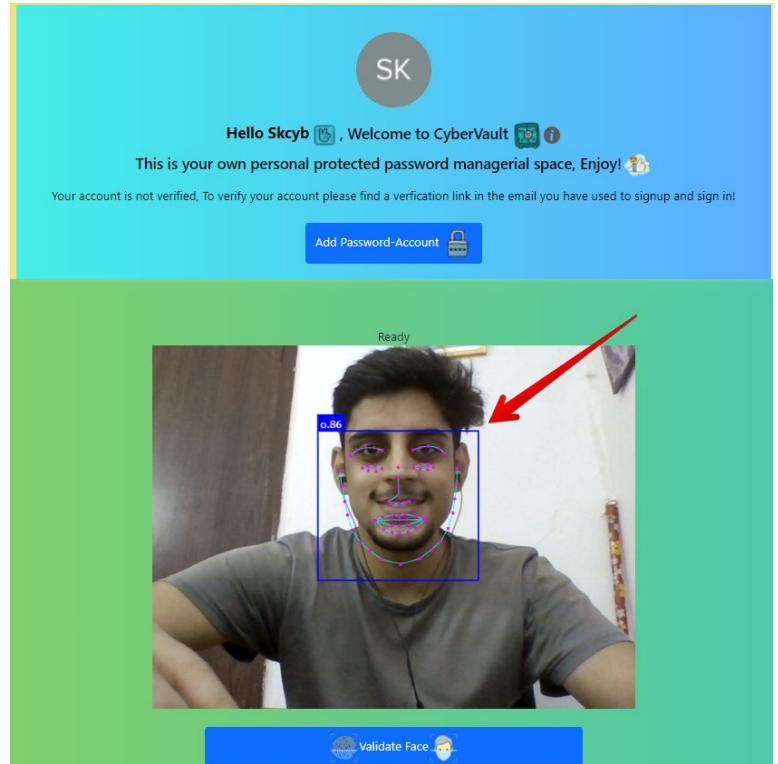 SK
Hello Skcyb , Welcome to CyberVault
This is your own personal protected password managerial space, Enjoy!
Your account is not verified, To verify your account please find a verfication link in the email you have used to signup and sign in!
Add Password-Account
Ready
0.86
Validate Face